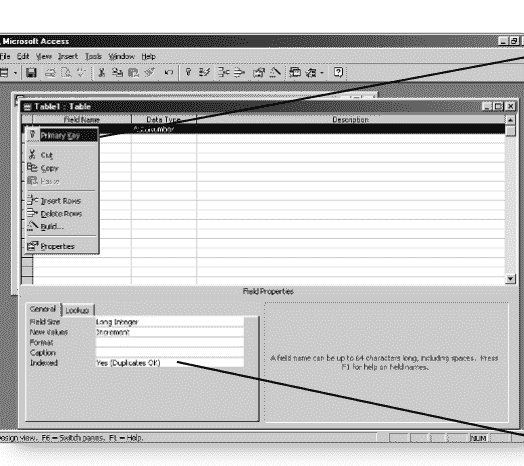 Microsoft Access
File Edit View Insert Tools Window Help
Table1 : Table
Field Name Data Type Description
AutoNumber
Primary Key
Cut
Copy
Paste
Insert Rows
Delete Rows
Build...
Properties
Field Properties
General Lookup
Field Size Long Integer
New Values Increment
Format
Caption
Indexed Yes (Duplicates OK)
A field name can be up to 64 characters long, including spaces. Press
F1 for help on field names.
Design view. F6 = Switch panes. F1 = Help.
NUM